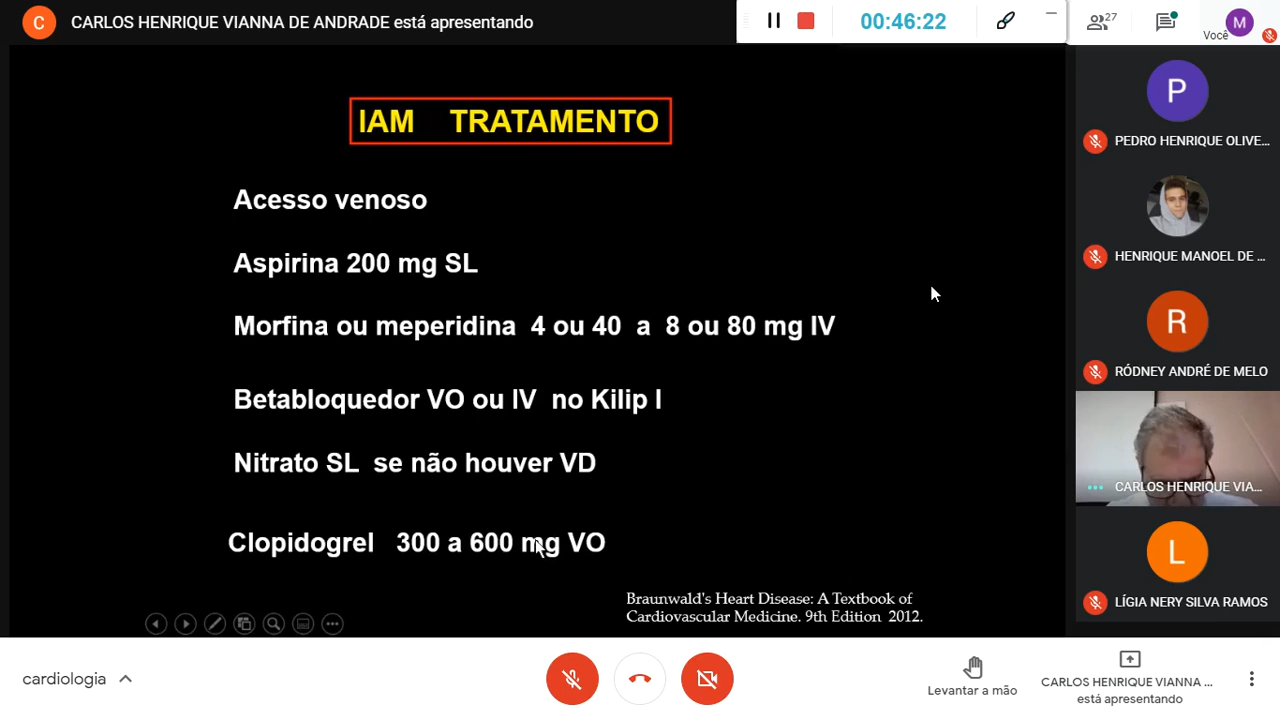 C
CARLOS HENRIQUE VIANNA DE ANDRADE está apresentando
00:46:22
27
M
Você
IAM TRATAMENTO
Acesso venoso
Aspirina 200 mg SL
Morfina ou meperidina 4 ou 40 a 8 ou 80 mg IV
Betabloquedor VO ou IV no Kilip I
Nitrato SL se não houver VD
Clopidogrel 300 a 600 mg VO
Braunwald's Heart Disease: A Textbook of
Cardiovascular Medicine. 9th Edition 2012.
P
PEDRO HENRIQUE OLIVE...
HENRIQUE MANOEL DE ...
R
RÓDNEY ANDRÉ DE MELO
CARLOS HENRIQUE VIA...
L
LÍGIA NERY SILVA RAMOS
cardiologia
Levantar a mão
CARLOS HENRIQUE VIANNA ...
está apresentando